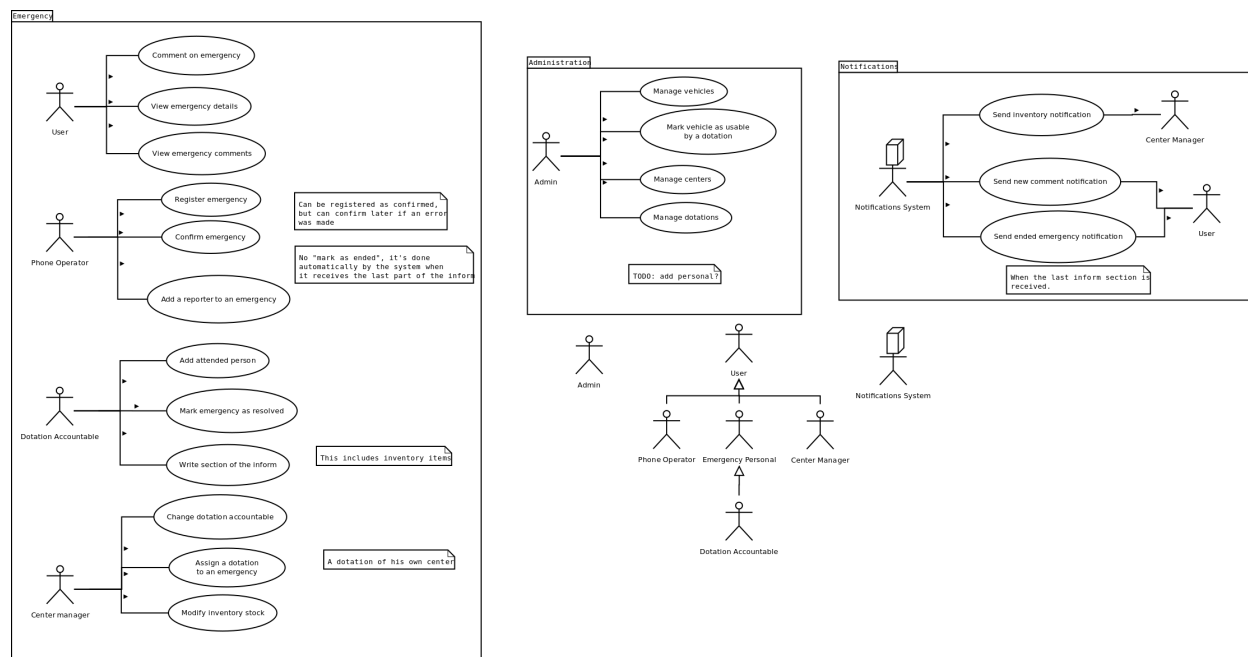 Emergency
Comment on emergency
View emergency details
User
View emergency comments
Register emergency
Can be registered as confirmed,
but can confirm later if an error
was made
Confirm emergency
Phone Operator
No "mark as ended", it's done
automatically by the system when
it receives the last part of the inform
Add a reporter to an emergency
Add attended person
Mark emergency as resolved
Dotation Accountable
Write section of the inform
This includes inventory items
Change dotation accountable
Assign a dotation
to an emergency
A dotation of his own center
Center manager
Modify inventory stock
Administration
Manage vehicles
Mark vehicle as usable
by a dotation
Admin
Manage centers
Manage dotations
TODO: add personal?
Notifications
Send inventory notification
Center Manager
Send new comment notification
Notifications System
Send ended emergency notification
User
When the last inform section is
received.
Admin
User
Notifications System
Phone Operator
Emergency Personal
Center Manager
Dotation Accountable